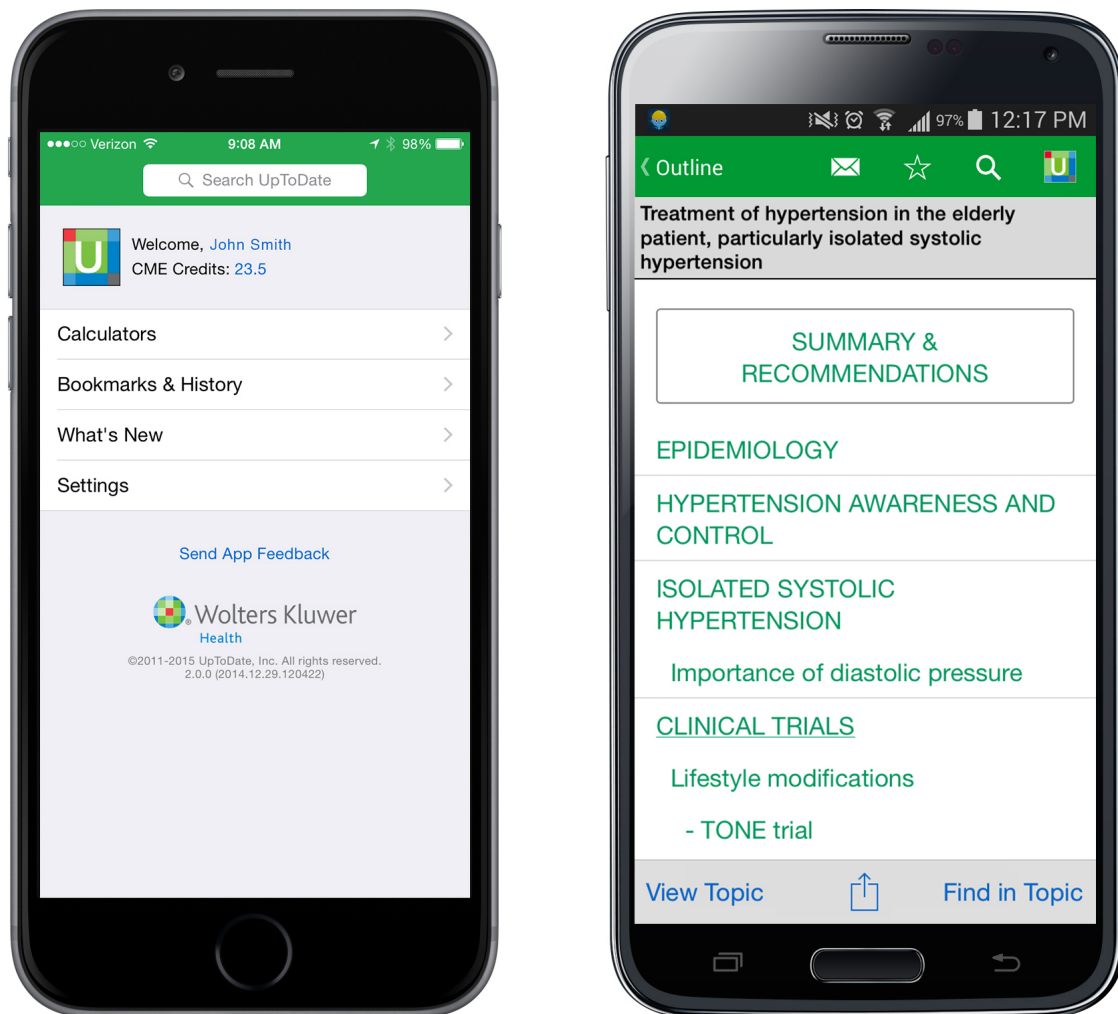 Verizon 9:08 AM 98%
Search UpToDate
U
Welcome, John Smith
CME Credits: 23.5
Calculators
Bookmarks & History
What's New
Settings
Send App Feedback
Wolters Kluwer
Health
©2011-2015 UpToDate, Inc. All rights reserved.
2.0.0 (2014.12.29.120422)
97% 12:17 PM
Outline
U
Treatment of hypertension in the elderly
patient, particularly isolated systolic
hypertension
SUMMARY &
RECOMMENDATIONS
EPIDEMIOLOGY
HYPERTENSION AWARENESS AND
CONTROL
ISOLATED SYSTOLIC
HYPERTENSION
Importance of diastolic pressure
CLINICAL TRIALS
Lifestyle modifications
- TONE trial
View Topic Find in Topic